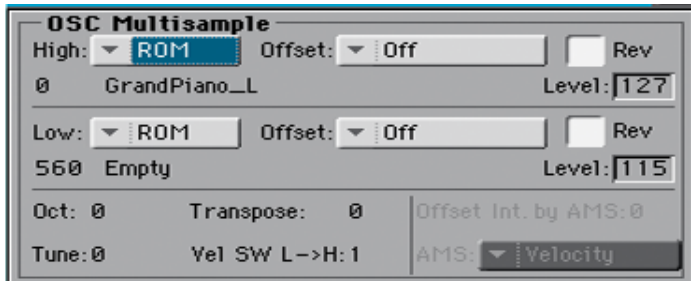 OSC Multisample
High: ROM Offset: Off Rev
0 GrandPiano_L Level: 127
Low: ROM Offset: Off Rev
560 Empty Level: 115
Oct: 0 Transpose: 0 Offset Int. by AMS: 0
Tune: 0 Vel SW L->H: 1 AMS: Velocity